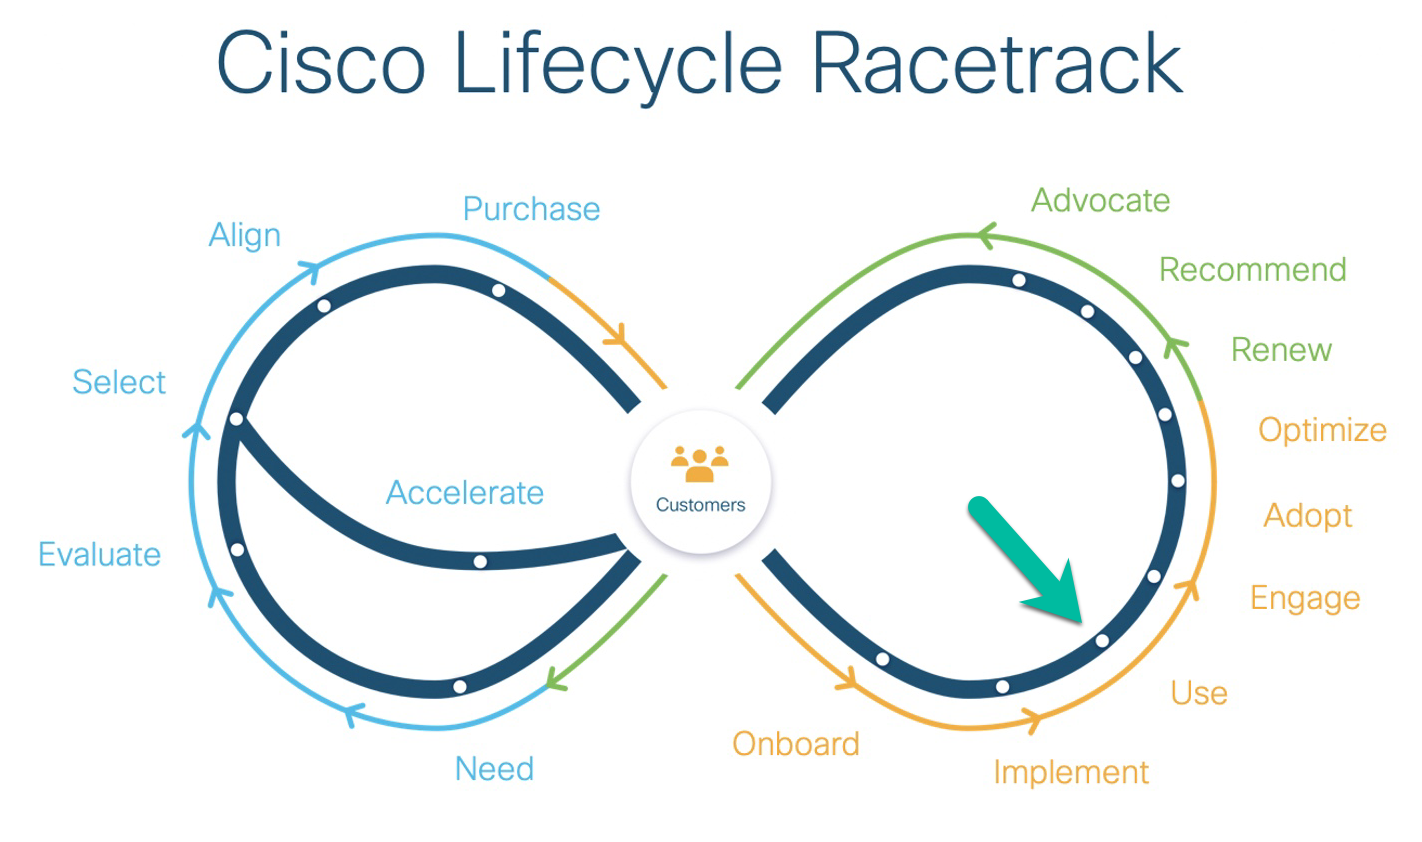 Cisco Lifecycle Racetrack
Purchase
Align
Select
Accelerate
Evaluate
Need
Customers
Advocate
Recommend
Renew
Optimize
Adopt
Engage
Use
Onboard
Implement